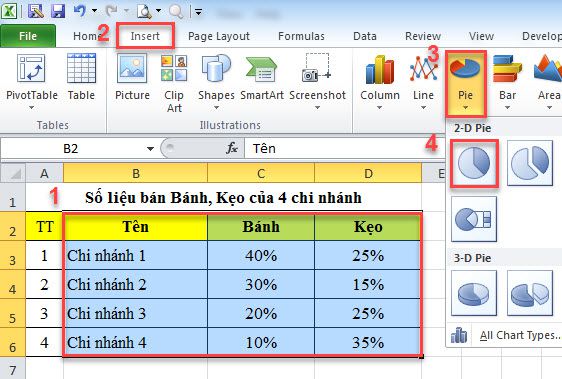 2 3
File Home Insert Page Layout Formulas Data Review View Develope
PivotTable Table Picture Clip Art Shapes SmartArt Screenshot Column Line Pie Bar Area
Tables Illustrations
4 2-D Pie
B2 fx Tên
A B C D E
1
1 Số liệu bán Bánh, Kẹo của 4 chi nhánh
2 TT Tên Bánh Kẹo
3 1 Chi nhánh 1 40% 25%
3-D Pie
4 2 Chi nhánh 2 30% 15%
5 3 Chi nhánh 3 20% 25%
6 4 Chi nhánh 4 10% 35%
All Chart Types...
7